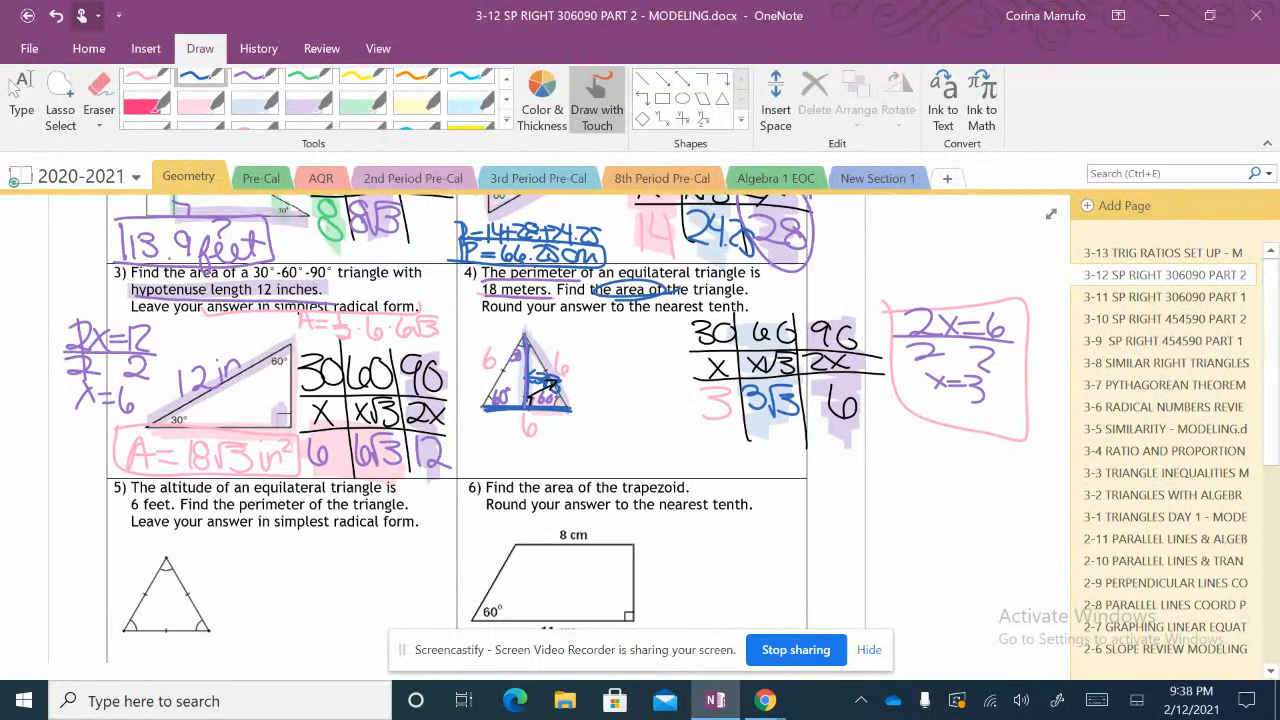 3-12 SP RIGHT 306090 PART 2 - MODELING.docx - OneNote
Corina Marrufo
File Home Insert Draw History Review View
Type
Lasso Select
Eraser
Color & Thickness
Draw with Touch
Insert Space
Delete Arrange Rotate
Ink to Text
Ink to Math
Tools
Shapes
Edit
Convert
2020-2021
Geometry Pre-Cal AQR 2nd Period Pre-Cal 3rd Period Pre-Cal 8th Period Pre-Cal Algebra 1 EOC New Section 1
Search (Ctrl+E)
Add Page
3-13 TRIG RATIOS SET UP - M
3-12 SP RIGHT 306090 PART 2
3-11 SP RIGHT 306090 PART 1
3-10 SP RIGHT 454590 PART 2
3-9 SP RIGHT 454590 PART 1
3-8 SIMILAR RIGHT TRIANGLES
3-7 PYTHAGOREAN THEOREM
3-6 RADICAL NUMBERS REVIE
3-5 SIMILARITY - MODELING.d
3-4 RATIO AND PROPORTION
3-3 TRIANGLE INEQUALITIES M
3-2 TRIANGLES WITH ALGEBR
3-1 TRIANGLES DAY 1 - MODE
2-11 PARALLEL LINES & ALGEB
2-10 PARALLEL LINES & TRAN
2-9 PERPENDICULAR LINES CO
2-8 PARALLEL LINES COORD P
2-7 GRAPHING LINEAR EQUAT
2-6 SLOPE REVIEW MODELING
30°
8 8√3
13.9 feet
60
P=14+28+24.25
P=66.25cm
14 24.25 28
3) Find the area of a 30°-60°-90° triangle with
hypotenuse length 12 inches.
Leave your answer in simplest radical form.
2x=12
2 2
x=6
12 in
60°
30°
30 60 90
x x√3 2x
6 6√3 12
A=18√3 in²
4) The perimeter of an equilateral triangle is
18 meters. Find the area of the triangle.
Round your answer to the nearest tenth.
6 6
60°
6
30 60 90
x x√3 2x
3 3√3 6
2x=6
2 2
x=3
5) The altitude of an equilateral triangle is
6 feet. Find the perimeter of the triangle.
Leave your answer in simplest radical form.
6) Find the area of the trapezoid.
Round your answer to the nearest tenth.
8 cm
60°
Screencastify - Screen Video Recorder is sharing your screen.
Stop sharing
Hide
Activate Windows
Go to Settings to activate Windows.
Type here to search
9:38 PM
2/12/2021